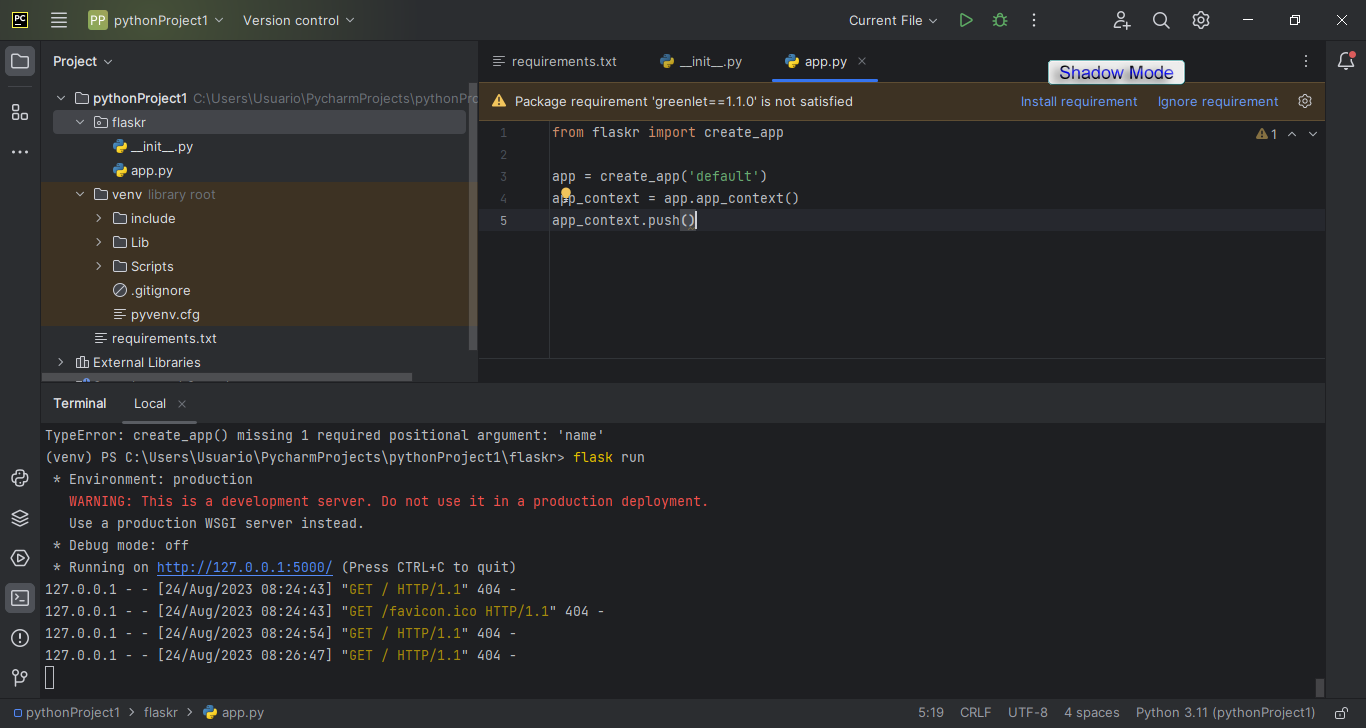 PC
PP pythonProject1 Version control Current File
Project
requirements.txt __init__.py app.py
Shadow Mode
pythonProject1 C:\Users\Usuario\PycharmProjects\pythonPro
Package requirement 'greenlet==1.1.0' is not satisfied Install requirement Ignore requirement
flaskr
__init__.py
app.py
venv library root
include
Lib
Scripts
.gitignore
pyvenv.cfg
requirements.txt
External Libraries
1 from flaskr import create_app
1
2
3 app = create_app('default')
4 app_context = app.app_context()
5 app_context.push()
Terminal Local
TypeError: create_app() missing 1 required positional argument: 'name'
(venv) PS C:\Users\Usuario\PycharmProjects\pythonProject1\flaskr> flask run
* Environment: production
WARNING: This is a development server. Do not use it in a production deployment.
Use a production WSGI server instead.
* Debug mode: off
* Running on http://127.0.0.1:5000/ (Press CTRL+C to quit)
127.0.0.1 - - [24/Aug/2023 08:24:43] "GET / HTTP/1.1" 404 -
127.0.0.1 - - [24/Aug/2023 08:24:43] "GET /favicon.ico HTTP/1.1" 404 -
127.0.0.1 - - [24/Aug/2023 08:24:54] "GET / HTTP/1.1" 404 -
127.0.0.1 - - [24/Aug/2023 08:26:47] "GET / HTTP/1.1" 404 -
pythonProject1 > flaskr > app.py 5:19 CRLF UTF-8 4 spaces Python 3.11 (pythonProject1)